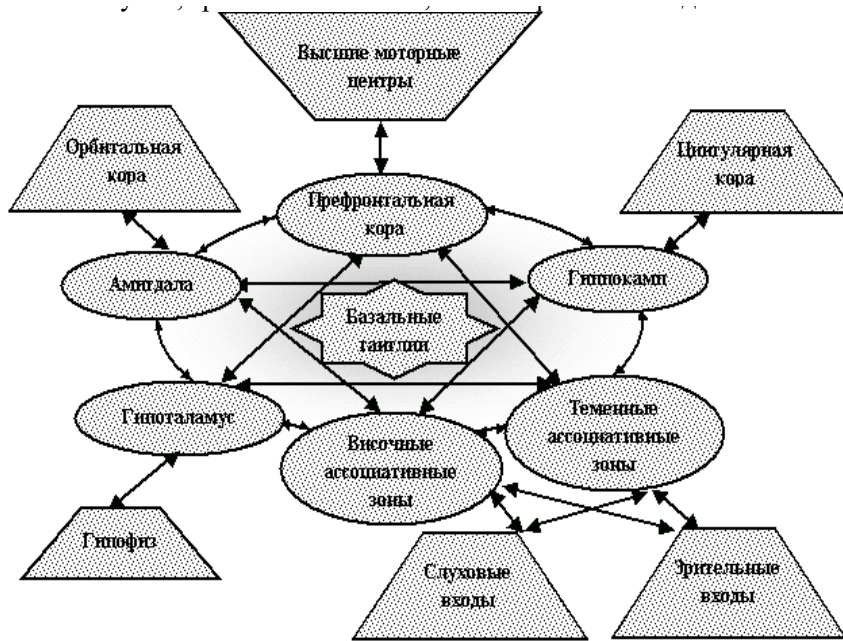 Высшие моторные
центры
Орбитальная
кора
Цингулярная
кора
Префронтальная
кора
Амигдала
Гиппокамп
Базальные
ганглии
Гипоталамус
Теменные
ассоциативные
зоны
Височные
ассоциативные
зоны
Гипофиз
Слуховые
входы
Зрительные
входы